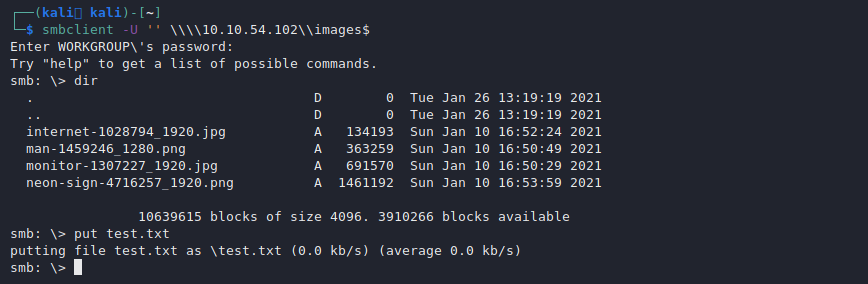 ┌──(kali㉿kali)-[~]
└─$ smbclient -U '' \\\\10.10.54.102\\images$
Enter WORKGROUP\'s password:
Try "help" to get a list of possible commands.
smb: \> dir
  .                                   D        0  Tue Jan 26 13:19:19 2021
  ..                                  D        0  Tue Jan 26 13:19:19 2021
  internet-1028794_1920.jpg           A   134193  Sun Jan 10 16:52:24 2021
  man-1459246_1280.png                A   363259  Sun Jan 10 16:50:49 2021
  monitor-1307227_1920.jpg            A   691570  Sun Jan 10 16:50:29 2021
  neon-sign-4716257_1920.png          A  1461192  Sun Jan 10 16:53:59 2021

                10639615 blocks of size 4096. 3910266 blocks available
smb: \> put test.txt
putting file test.txt as \test.txt (0.0 kb/s) (average 0.0 kb/s)
smb: \>